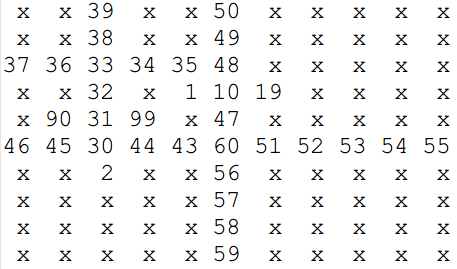 x x 39 x x 50 x x x x x
x x 38 x x 49 x x x x x
37 36 33 34 35 48 x x x x x
x x 32 x 1 10 19 x x x x
x 90 31 99 x 47 x x x x x
46 45 30 44 43 60 51 52 53 54 55
x x 2 x x 56 x x x x x
x x x x x 57 x x x x x
x x x x x 58 x x x x x
x x x x x 59 x x x x x